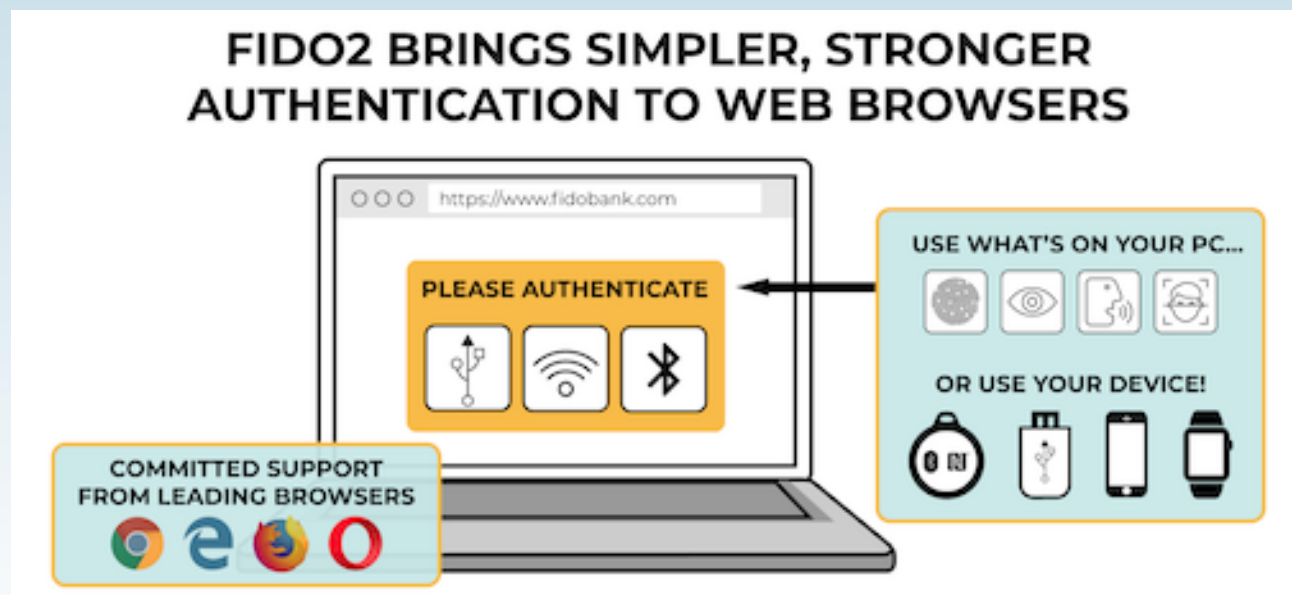 FIDO2 BRINGS SIMPLER, STRONGER
AUTHENTICATION TO WEB BROWSERS
https://www.fidobank.com
PLEASE AUTHENTICATE
USE WHAT'S ON YOUR PC...
OR USE YOUR DEVICE!
COMMITTED SUPPORT
FROM LEADING BROWSERS